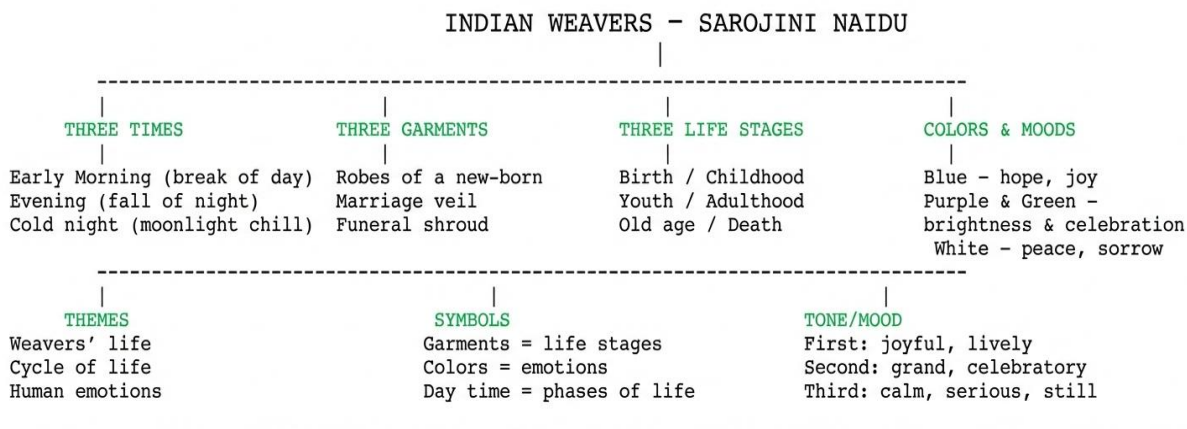 INDIAN WEAVERS – SAROJINI NAIDU
THREE TIMES
Early Morning (break of day)
Evening (fall of night)
Cold night (moonlight chill)
THREE GARMENTS
Robes of a new-born
Marriage veil
Funeral shroud
THREE LIFE STAGES
Birth / Childhood
Youth / Adulthood
Old age / Death
COLORS & MOODS
Blue – hope, joy
Purple & Green –
brightness & celebration
White – peace, sorrow
THEMES
Weavers’ life
Cycle of life
Human emotions
SYMBOLS
Garments = life stages
Colors = emotions
Day time = phases of life
TONE/MOOD
First: joyful, lively
Second: grand, celebratory
Third: calm, serious, still